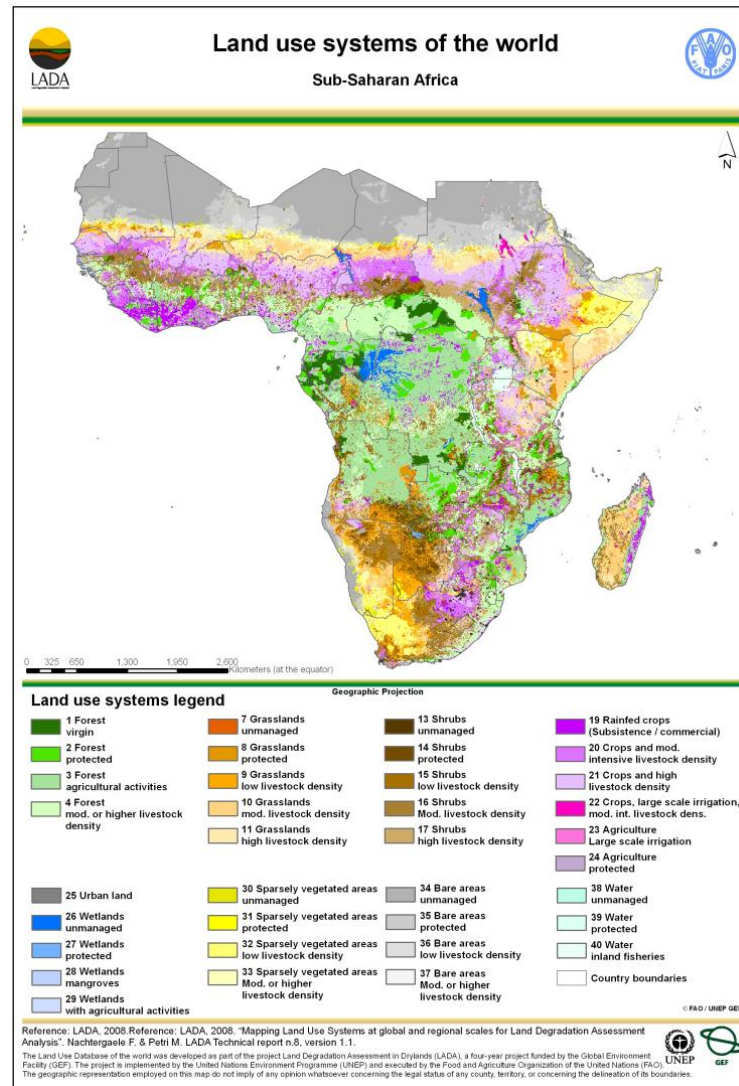 Land use systems of the world
Sub-Saharan Africa
LADA
FAO
FIAT PANIS
N
0 325 650 1,300 1,950 2,600
Kilometers (at the equator)
Geographic Projection
Land use systems legend
1 Forest
virgin
2 Forest
protected
3 Forest
agricultural activities
4 Forest
mod. or higher livestock
density
7 Grasslands
unmanaged
8 Grasslands
protected
9 Grasslands
low livestock density
10 Grasslands
mod. livestock density
11 Grasslands
high livestock density
13 Shrubs
unmanaged
14 Shrubs
protected
15 Shrubs
low livestock density
16 Shrubs
Mod. livestock density
17 Shrubs
high livestock density
19 Rainfed crops
(Subsistence / commercial)
20 Crops and mod.
intensive livestock density
21 Crops and high
livestock density
22 Crops, large scale irrigation,
mod. int. livestock dens.
23 Agriculture
Large scale irrigation
24 Agriculture
protected
25 Urban land
26 Wetlands
unmanaged
27 Wetlands
protected
28 Wetlands
mangroves
29 Wetlands
with agricultural activities
30 Sparsely vegetated areas
unmanaged
31 Sparsely vegetated areas
protected
32 Sparsely vegetated areas
low livestock density
33 Sparsely vegetated areas
Mod. or higher
livestock density
34 Bare areas
unmanaged
35 Bare areas
protected
36 Bare areas
low livestock density
37 Bare areas
Mod. or higher
livestock density
38 Water
unmanaged
39 Water
protected
40 Water
inland fisheries
Country boundaries
© FAO / UNEP GEF
Reference: LADA, 2008.Reference: LADA, 2008. "Mapping Land Use Systems at global and regional scales for Land Degradation Assessment
Analysis". Nachtergaele F. & Petri M. LADA Technical report n.8, version 1.1.
The Land Use Database of the world was developed as part of the project Land Degradation Assessment in Drylands (LADA), a four-year project funded by the Global Environment
Facility (GEF). The project is implemented by the United Nations Environment Programme (UNEP) and executed by the Food and Agriculture Organization of the United Nations (FAO).
The geographic representation employed on this map do not imply of any opinion whatsoever concerning the legal status of any county, territory, or concerning the delineation of its boundaries.
UNEP
GEF